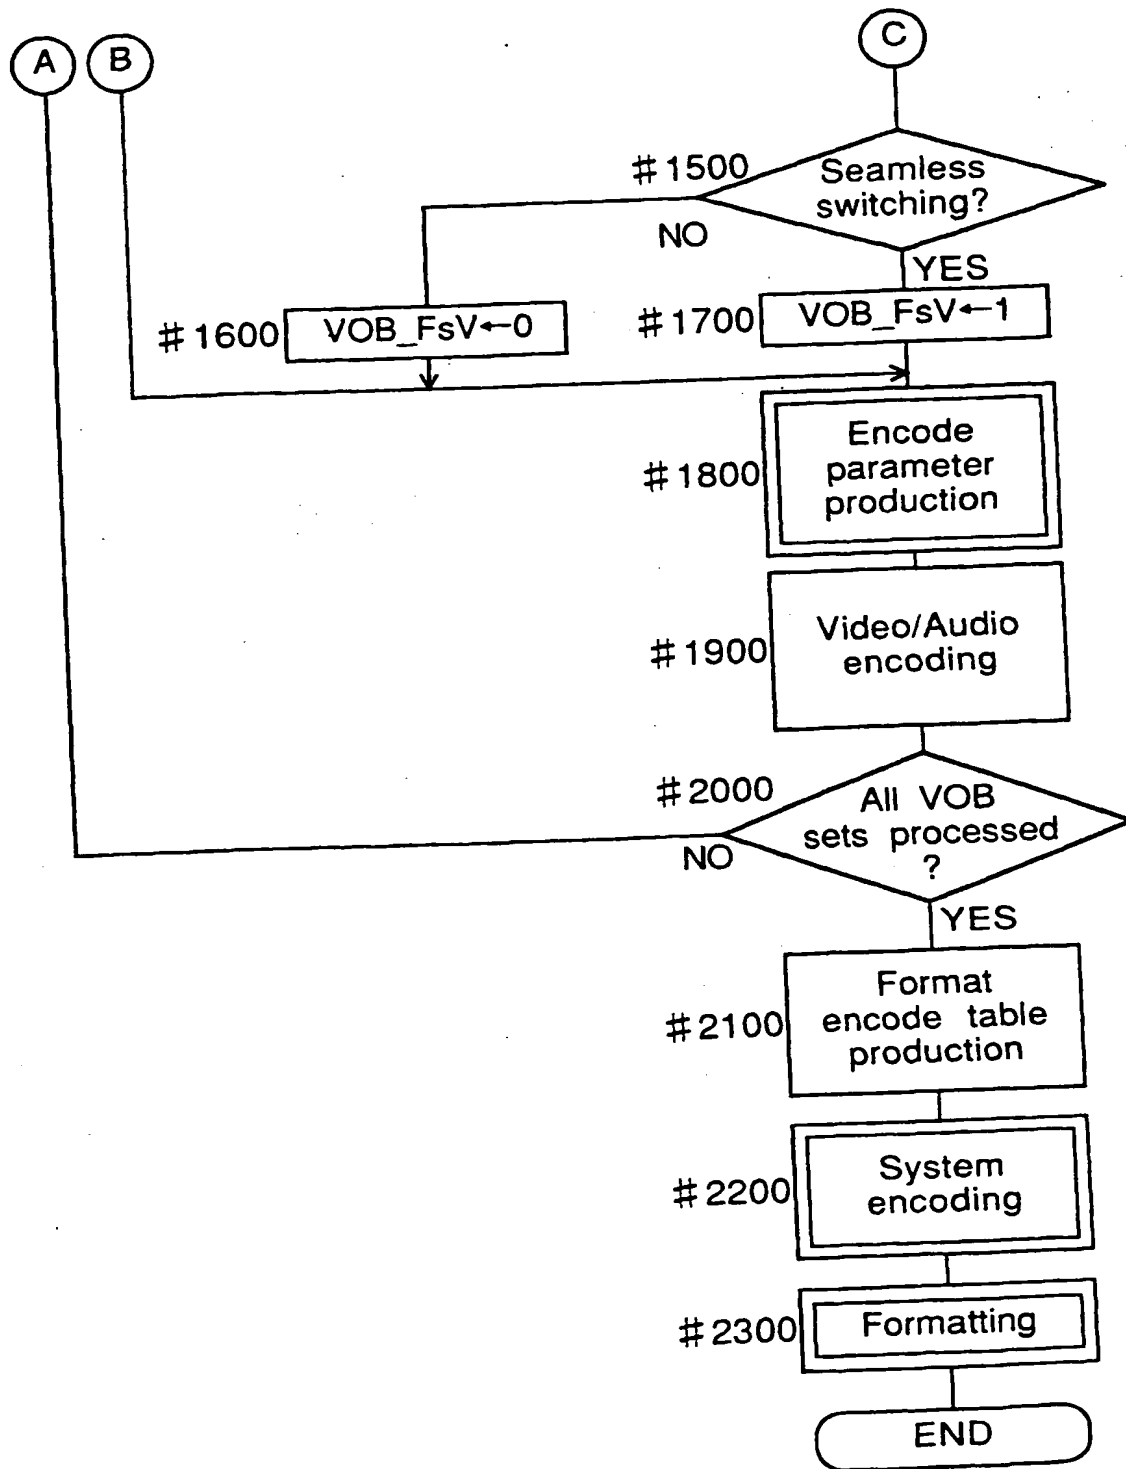 A
B
C
#1500
Seamless
switching?
NO
YES
#1600
VOB_FsV←0
#1700
VOB_FsV←1
#1800
Encode
parameter
production
#1900
Video/Audio
encoding
#2000
All VOB
sets processed
?
NO
YES
#2100
Format
encode table
production
#2200
System
encoding
#2300
Formatting
END